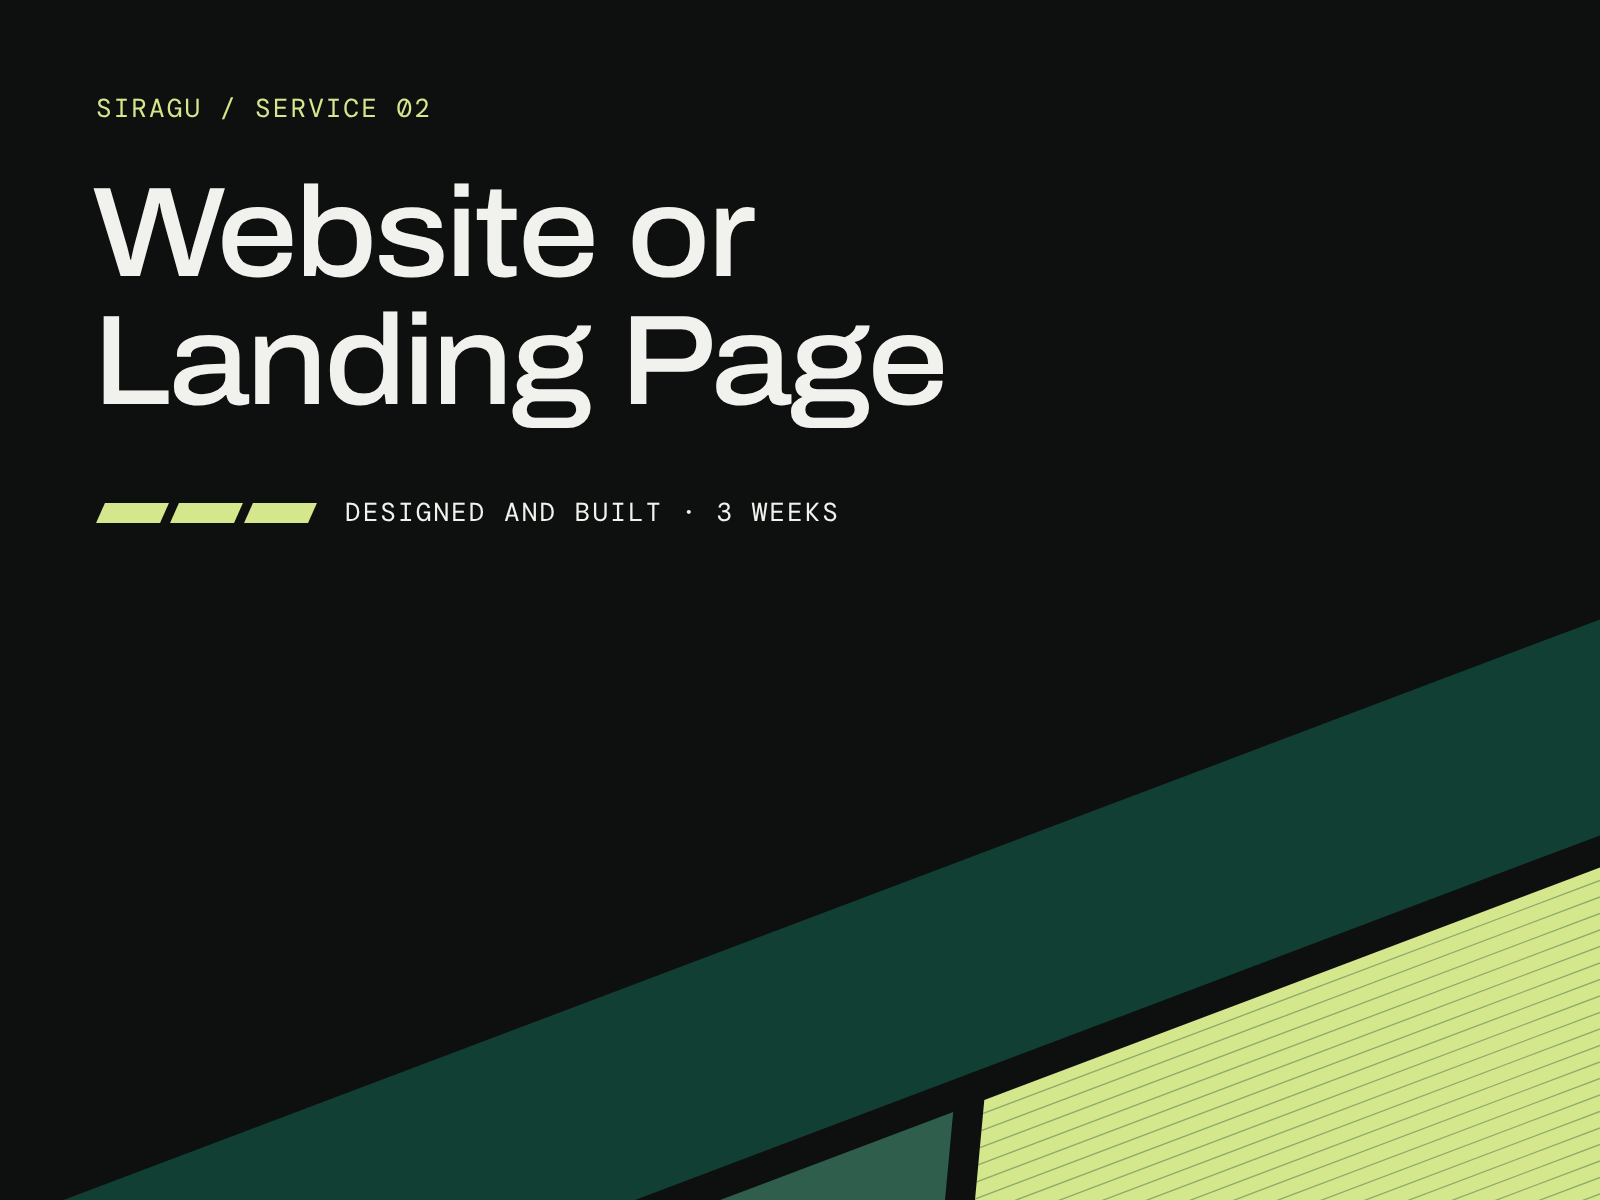 SIRAGU / SERVICE 02
Website or
Landing Page
DESIGNED AND BUILT · 3 WEEKS